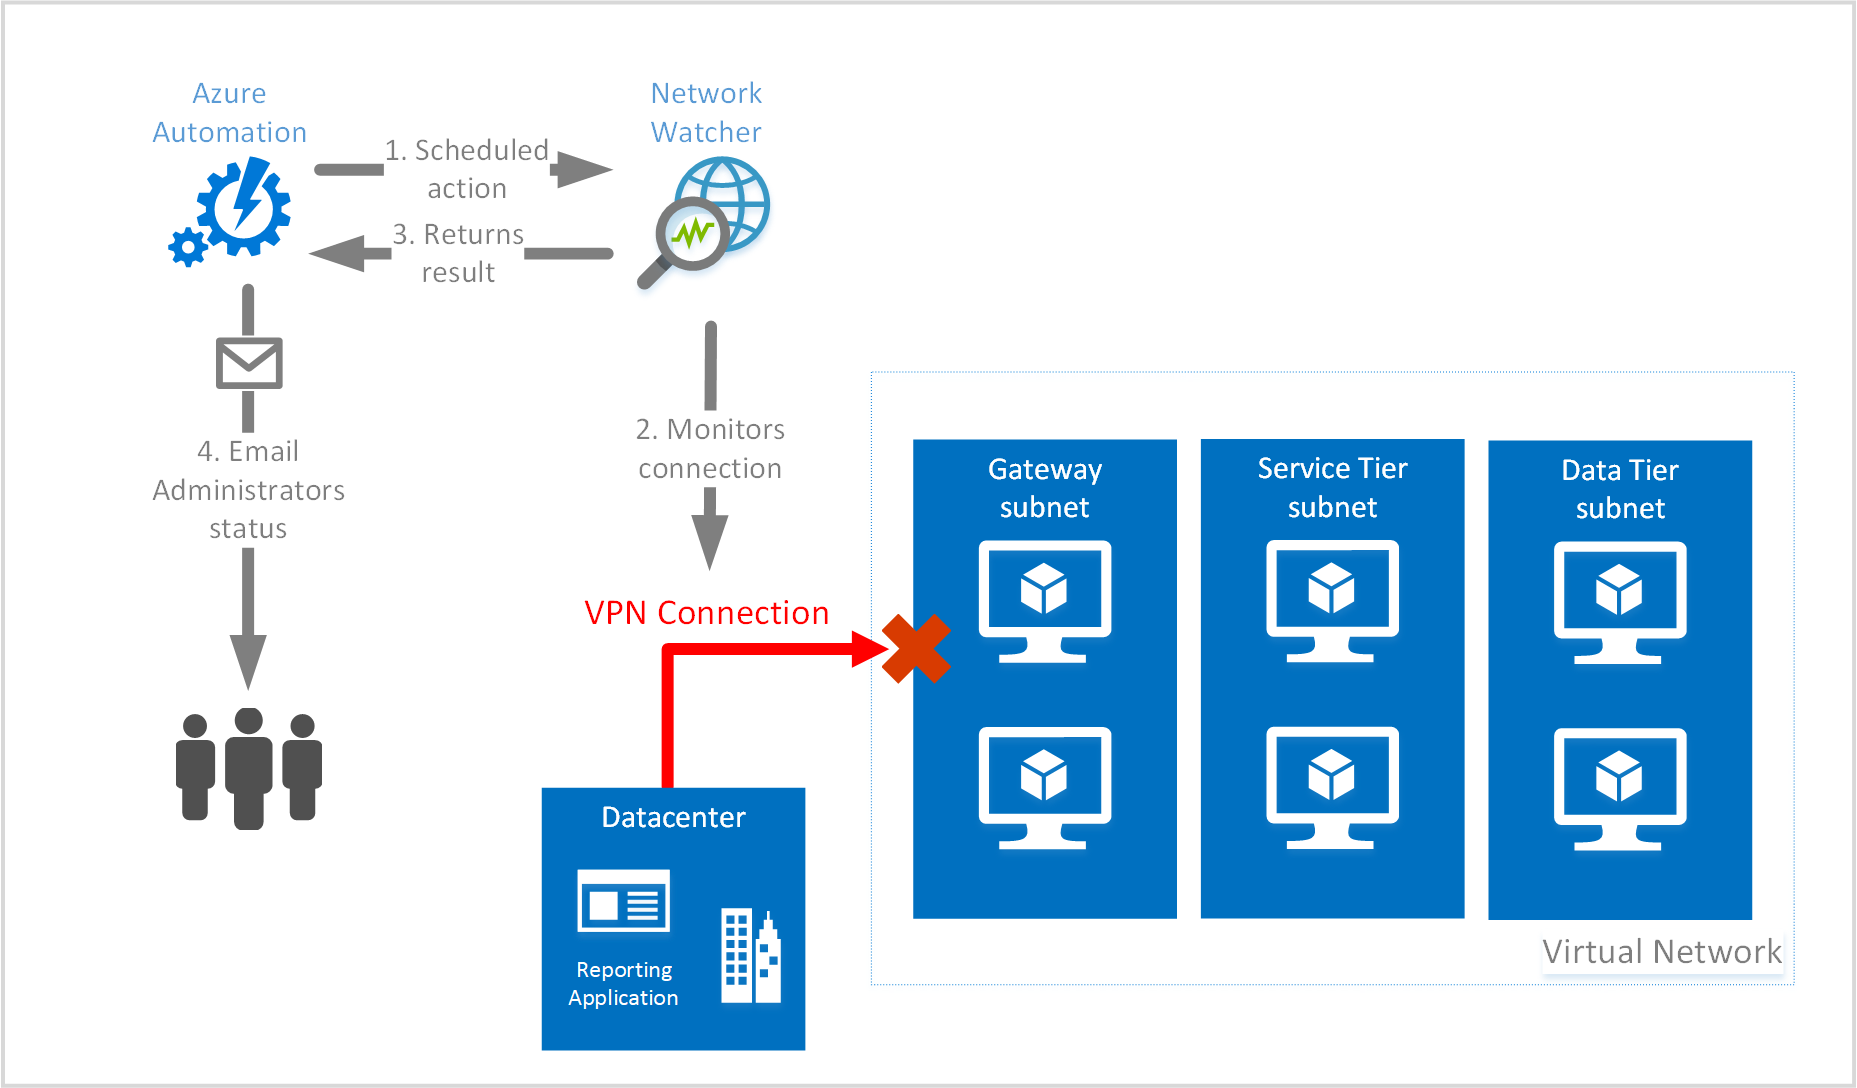 Azure
Automation
Network
Watcher
1. Scheduled
action
3. Returns
result
4. Email
Administrators
status
2. Monitors
connection
VPN Connection
Datacenter
Reporting
Application
Gateway
subnet
Service Tier
subnet
Data Tier
subnet
Virtual Network